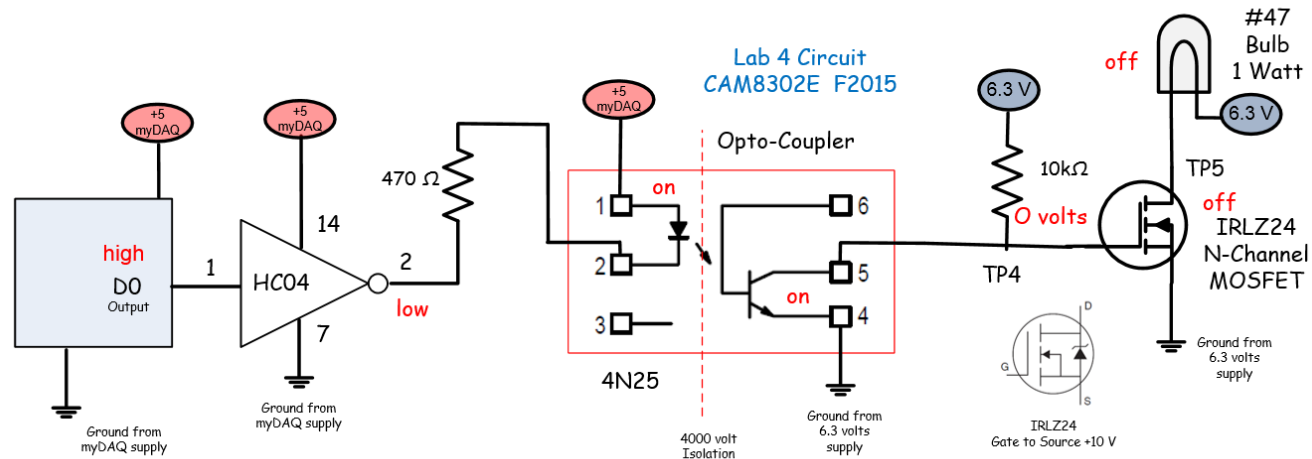 #47
Bulb
1 Watt
off
6.3 V
Lab 4 Circuit
CAM8302E F2015
6.3 V
+5
myDAQ
+5
myDAQ
+5
myDAQ
Opto-Coupler
470 Ω
10kΩ
TP5
on
1
6
14
O volts
off
IRLZ24
N-Channel
MOSFET
high
D0
Output
1
HC04
2
low
2
5
TP4
on
7
3
4
4N25
D
G
S
Ground from
6.3 volts
supply
Ground from
myDAQ supply
Ground from
myDAQ supply
4000 volt
Isolation
Ground from
6.3 volts
supply
IRLZ24
Gate to Source +10 V